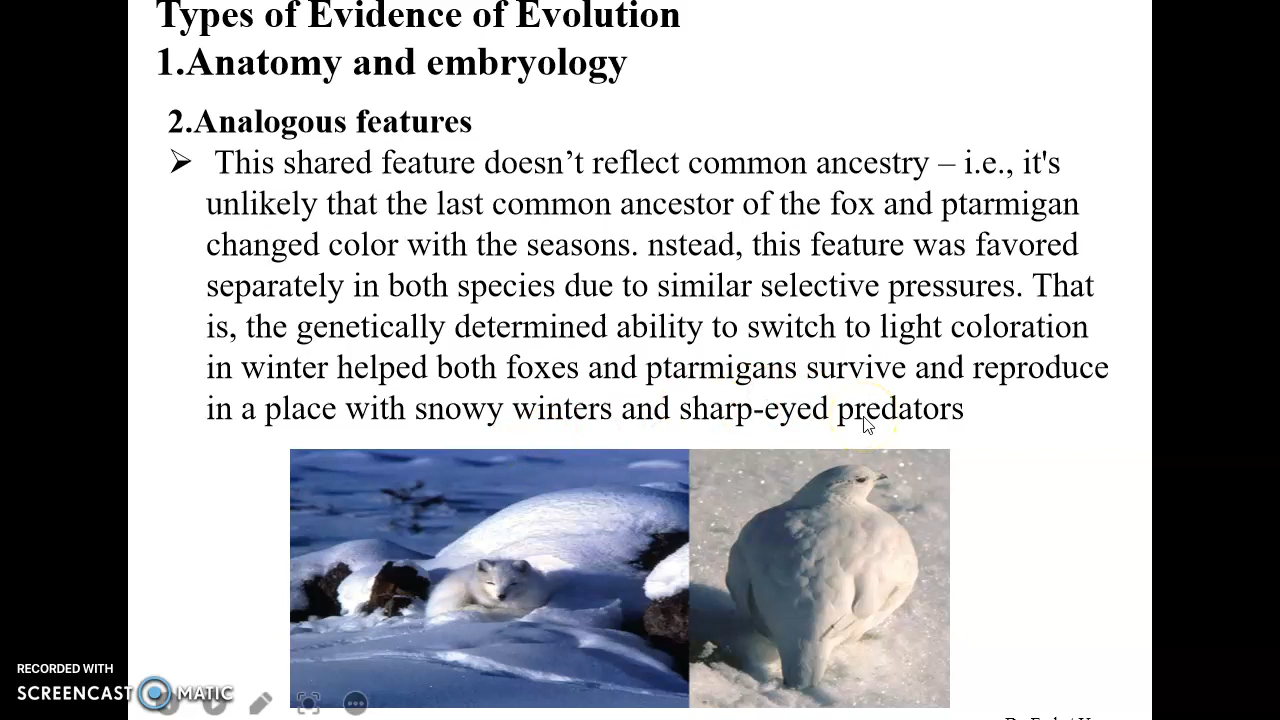 Types of Evidence of Evolution
1.Anatomy and embryology
2.Analogous features
➢ This shared feature doesn’t reflect common ancestry – i.e., it's
unlikely that the last common ancestor of the fox and ptarmigan
changed color with the seasons. nstead, this feature was favored
separately in both species due to similar selective pressures. That
is, the genetically determined ability to switch to light coloration
in winter helped both foxes and ptarmigans survive and reproduce
in a place with snowy winters and sharp-eyed predators
RECORDED WITH
SCREENCAST MATIC